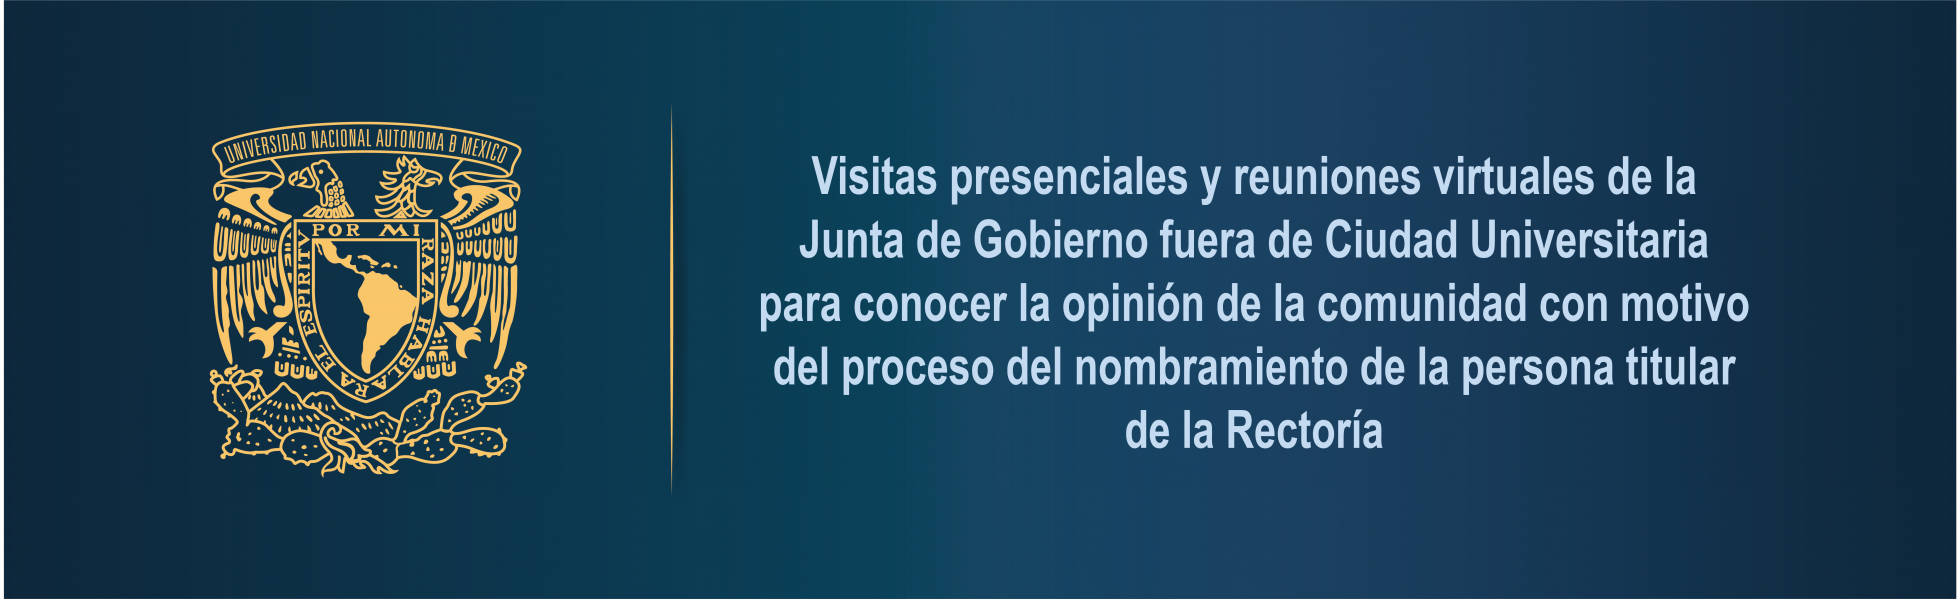 UNIVERSIDAD NACIONAL AUTONOMA D MEXICO
POR MI
RAZA HABLARA
EL ESPIRITV
Visitas presenciales y reuniones virtuales de la
Junta de Gobierno fuera de Ciudad Universitaria
para conocer la opinión de la comunidad con motivo
del proceso del nombramiento de la persona titular
de la Rectoría